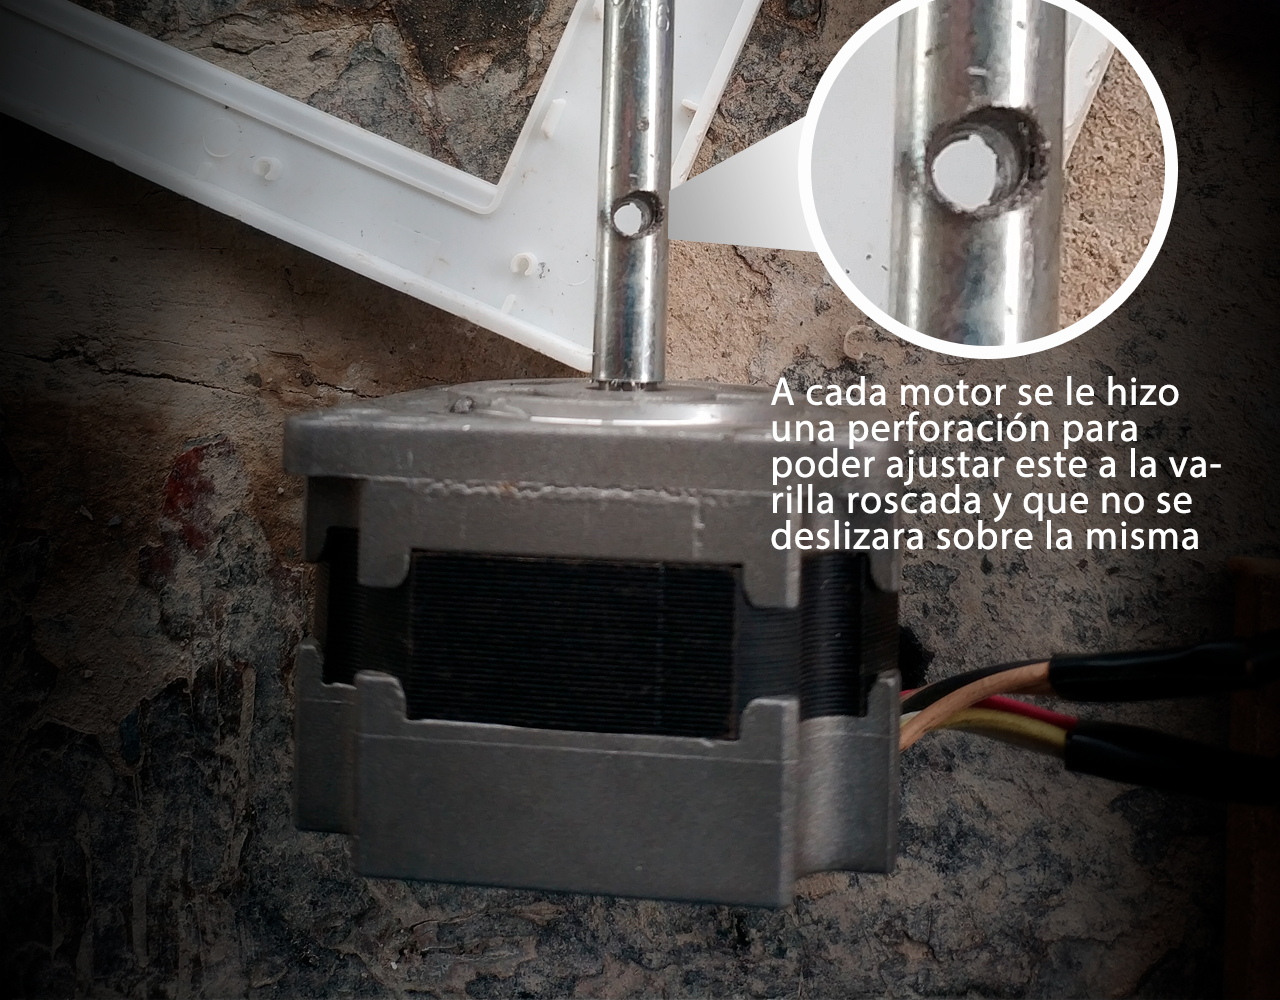 A cada motor se le hizo
una perforación para
poder ajustar este a la va-
rilla roscada y que no se
deslizara sobre la misma